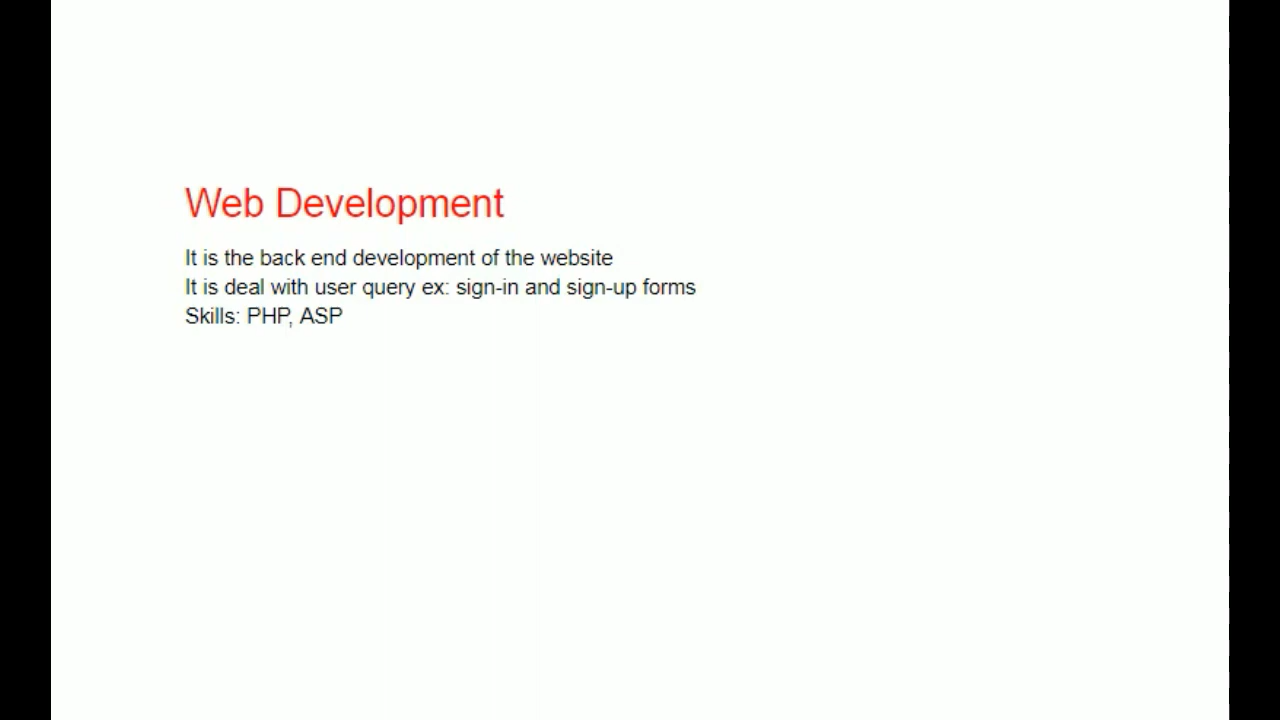 Web Development
It is the back end development of the website
It is deal with user query ex: sign-in and sign-up forms
Skills: PHP, ASP